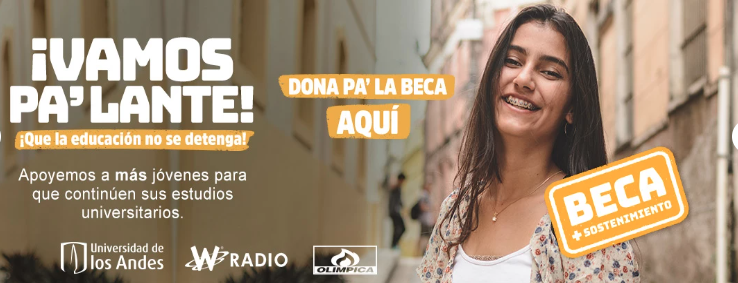 ¡VAMOS
PA'LANTE!
¡Que la educación no se detenga!
Apoyemos a más jóvenes para
que continúen sus estudios
universitarios.
Universidad de
los Andes
W RADIO
OLIMPICA
DONA PA' LA BECA
AQUÍ
BECA
+ SOSTENIMIENTO